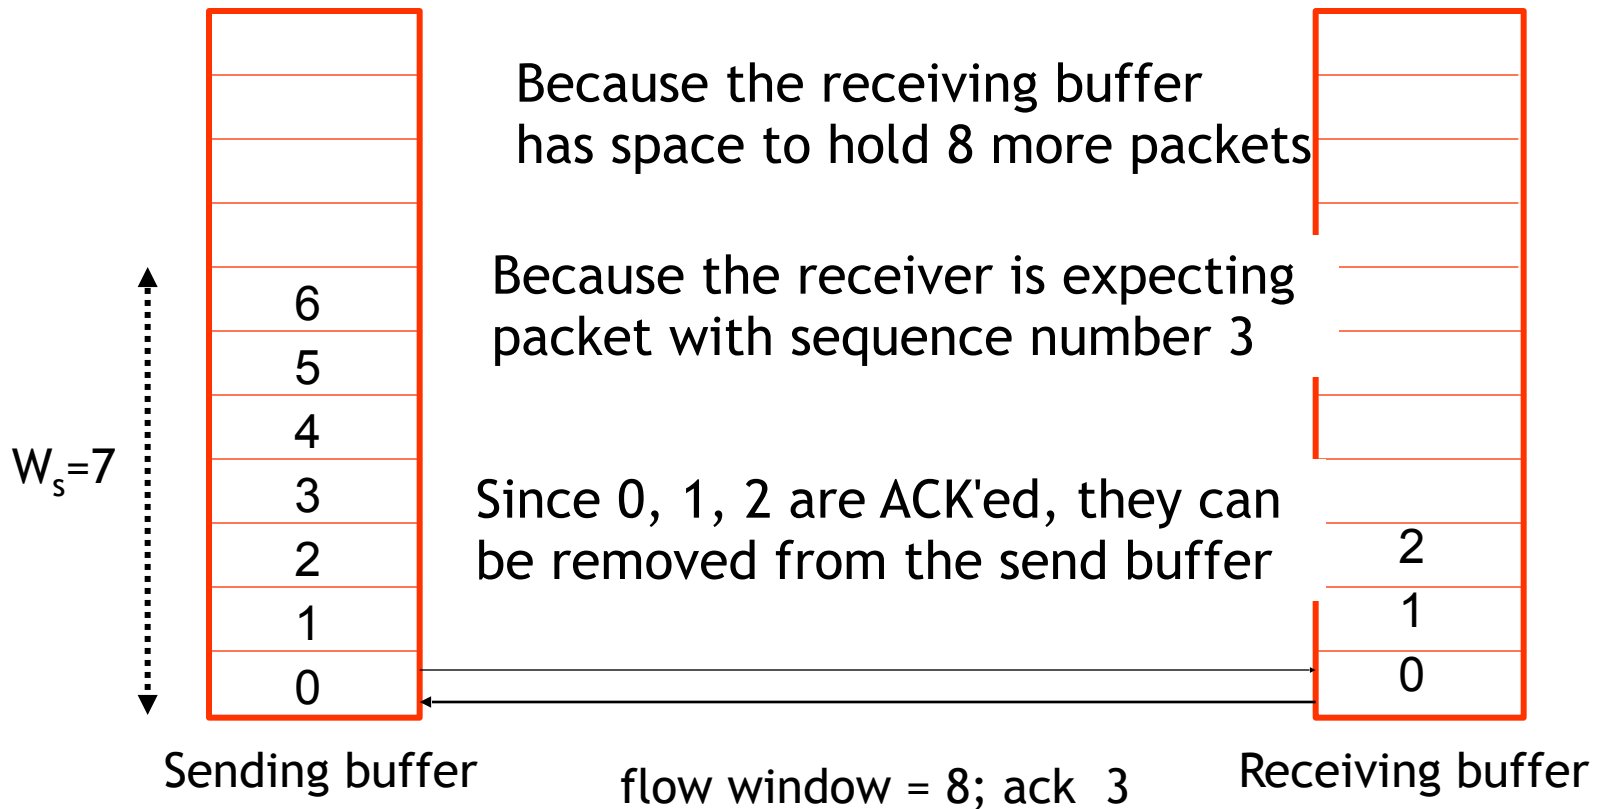 Because the receiving buffer
has space to hold 8 more packets
Because the receiver is expecting
packet with sequence number 3
6
5
4
Ws=7
3
Since 0, 1, 2 are ACK'ed, they can
be removed from the send buffer
2
2
1
1
0
0
Sending buffer
flow window = 8; ack 3
Receiving buffer